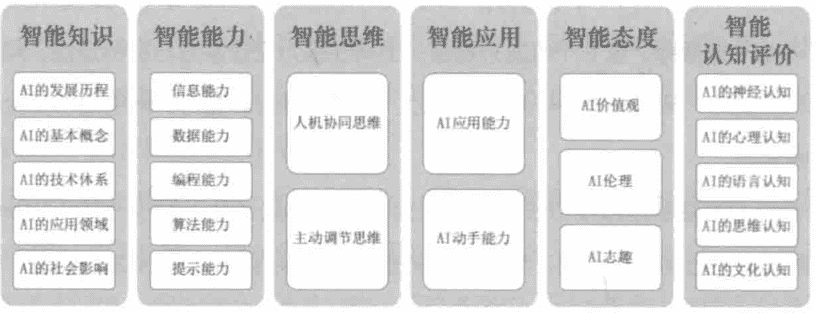 智能知识
AI的发展历程
AI的基本概念
AI的技术体系
AI的应用领域
AI的社会影响
智能能力
信息能力
数据能力
编程能力
算法能力
提示能力
智能思维
人机协同思维
主动调节思维
智能应用
AI应用能力
AI动手能力
智能态度
AI价值观
AI伦理
AI志趣
智能
认知评价
AI的神经认知
AI的心理认知
AI的语言认知
AI的思维认知
AI的文化认知